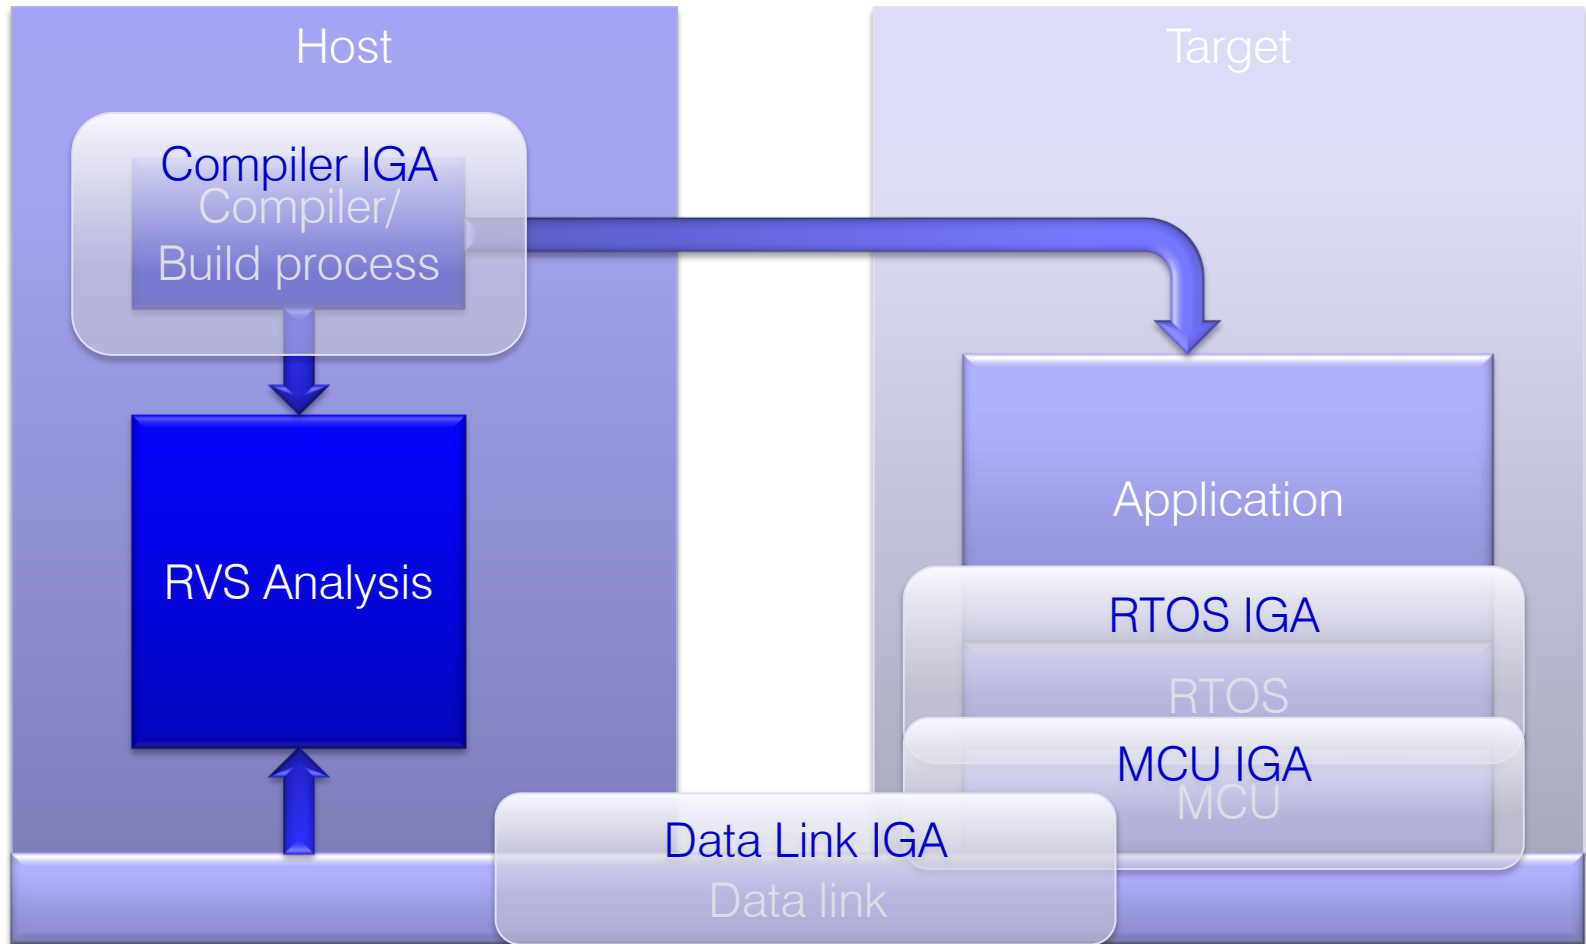 Host
Target
Compiler IGA
Compiler/
Build process
RVS Analysis
Application
RTOS IGA
RTOS
MCU IGA
MCU
Data Link IGA
Data link